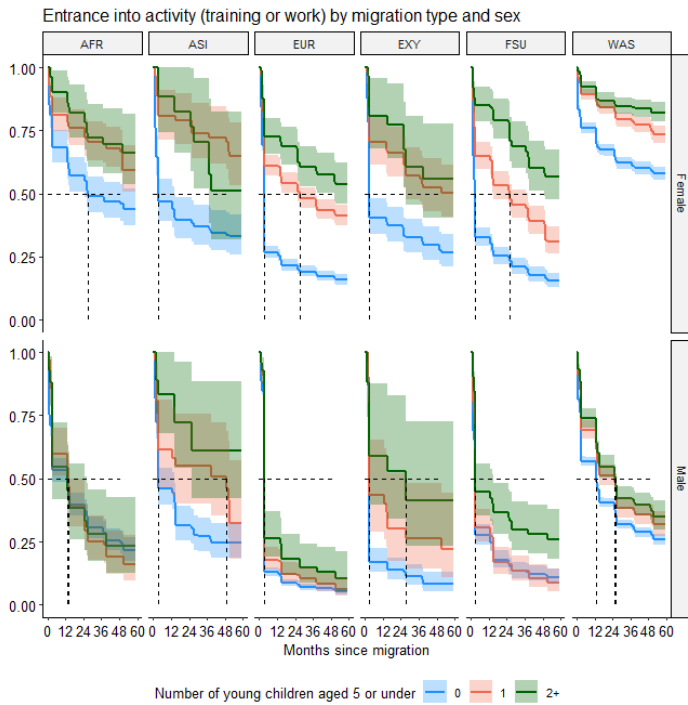 Entrance into activity (training or work) by migration type and sex
AFR ASI EUR EXY FSU WAS
1.00
0.75
0.50
0.25
0.00
Female
1.00
0.75
0.50
0.25
0.00
Male
0 12 24 36 48 60 0 12 24 36 48 60 0 12 24 36 48 60 0 12 24 36 48 60 0 12 24 36 48 60 0 12 24 36 48 60
Months since migration
Number of young children aged 5 or under 0 1 2+